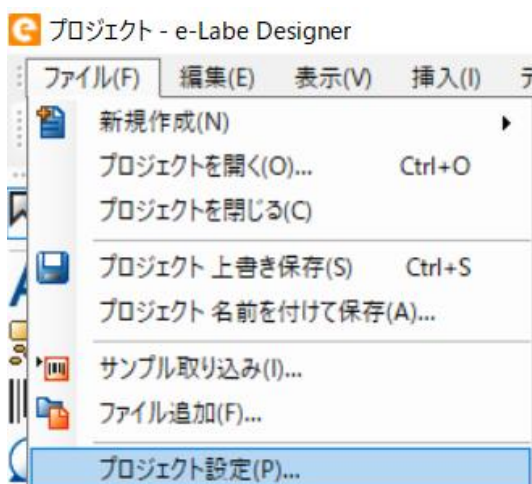 プロジェクト - e-Labe Designer
ファイル(F) 編集(E) 表示(V) 挿入(I)
新規作成(N)
プロジェクトを開く(O)... Ctrl+O
プロジェクトを閉じる(C)
プロジェクト 上書き保存(S) Ctrl+S
プロジェクト 名前を付けて保存(A)...
サンプル取り込み(I)...
ファイル追加(F)...
プロジェクト設定(P)...